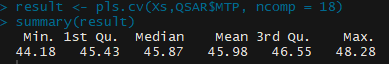 > result <- pls.cv(Xs,QSAR$MTP, ncomp = 18)
> summary(result)
   Min. 1st Qu.  Median    Mean 3rd Qu.    Max.
  44.18   45.43   45.87   45.98   46.55   48.28